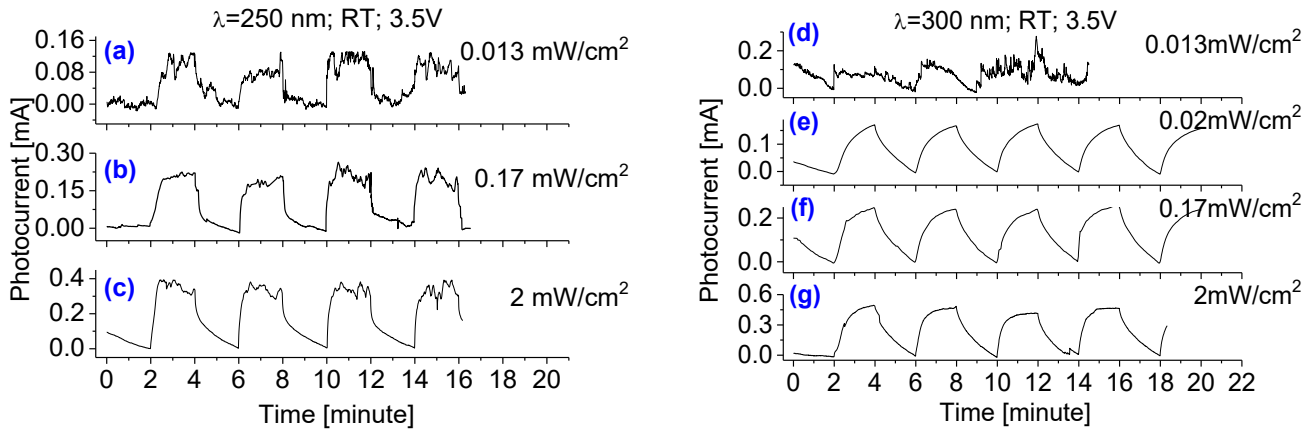 λ=250 nm; RT; 3.5V
(a)
0.013 mW/cm²
0.16
0.08
0.00
(b)
0.17 mW/cm²
0.30
0.15
0.00
(c)
2 mW/cm²
0.4
0.2
0.0
Photocurrent [mA]
0 2 4 6 8 10 12 14 16 18 20
Time [minute]
λ=300 nm; RT; 3.5V
(d)
0.013mW/cm²
0.2
0.0
(e)
0.02mW/cm²
0.1
0.0
(f)
0.17mW/cm²
0.2
0.0
(g)
2mW/cm²
0.6
0.3
0.0
Photocurrent [mA]
0 2 4 6 8 10 12 14 16 18 20 22
Time [minute]